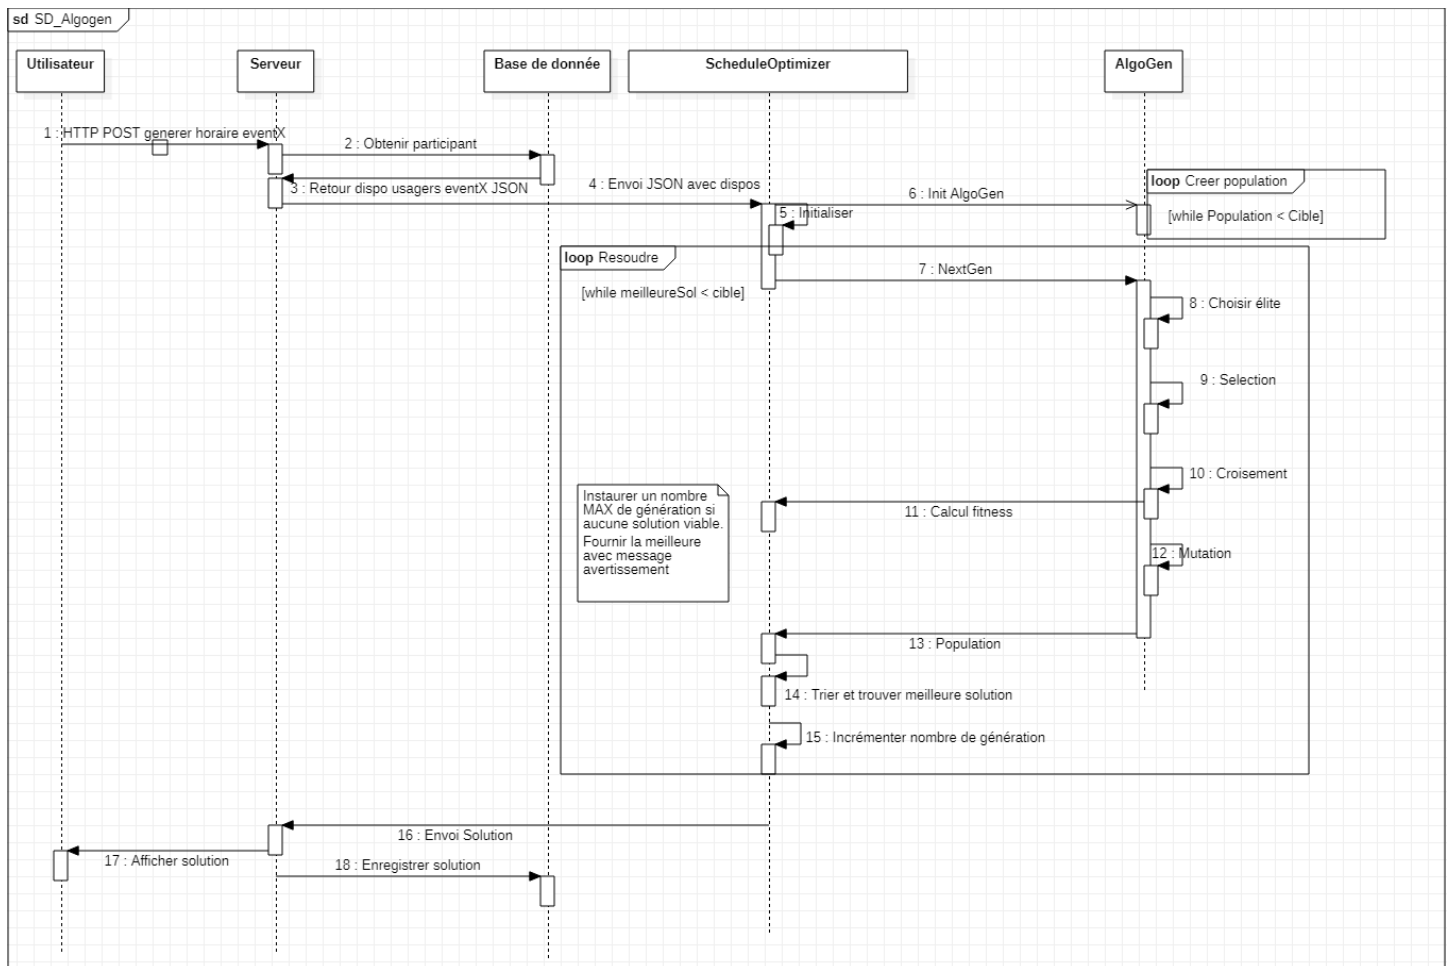 sd SD_Algogen
Utilisateur
Serveur
Base de donnée
ScheduleOptimizer
AlgoGen
1 : HTTP POST generer horaire eventX
2 : Obtenir participant
3 : Retour dispo usagers eventX JSON
4 : Envoi JSON avec dispos
5 : Initialiser
6 : Init AlgoGen
loop Creer population
[while Population < Cible]
loop Resoudre
[while meilleureSol < cible]
7 : NextGen
8 : Choisir élite
9 : Selection
10 : Croisement
Instaurer un nombre
MAX de génération si
aucune solution viable.
Fournir la meilleure
avec message
avertissement
11 : Calcul fitness
12 : Mutation
13 : Population
14 : Trier et trouver meilleure solution
15 : Incrémenter nombre de génération
16 : Envoi Solution
17 : Afficher solution
18 : Enregistrer solution